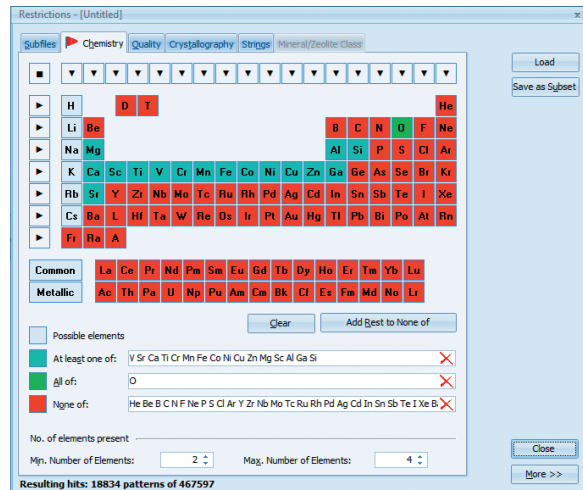 Restrictions - [Untitled]
x
Subfiles Chemistry Quality Crystallography Strings Mineral/Zeolite Class
Load
Save as Subset
H D T He
Li Be B C N O F Ne
Na Mg Al Si P S Cl Ar
K Ca Sc Ti V Cr Mn Fe Co Ni Cu Zn Ga Ge As Se Br Kr
Rb Sr Y Zr Nb Mo Tc Ru Rh Pd Ag Cd In Sn Sb Te I Xe
Cs Ba L Hf Ta W Re Os Ir Pt Au Hg Tl Pb Bi Po At Rn
Fr Ra A
Common La Ce Pr Nd Pm Sm Eu Gd Tb Dy Ho Er Tm Yb Lu
Metallic Ac Th Pa U Np Pu Am Cm Bk Cf Es Fm Md No Lr
Clear Add Rest to None of
Possible elements
At least one of: V Sr Ca Ti Cr Mn Fe Co Ni Cu Zn Mg Sc Al Ga Si
All of: O
None of: He Be B C N F Ne P S Cl Ar Y Zr Nb Mo Tc Ru Rh Pd Ag Cd In Sn Sb Te I Xe B
No. of elements present
Min. Number of Elements: 2 Max. Number of Elements: 4
Close
More >>
Resulting hits: 18834 patterns of 467597